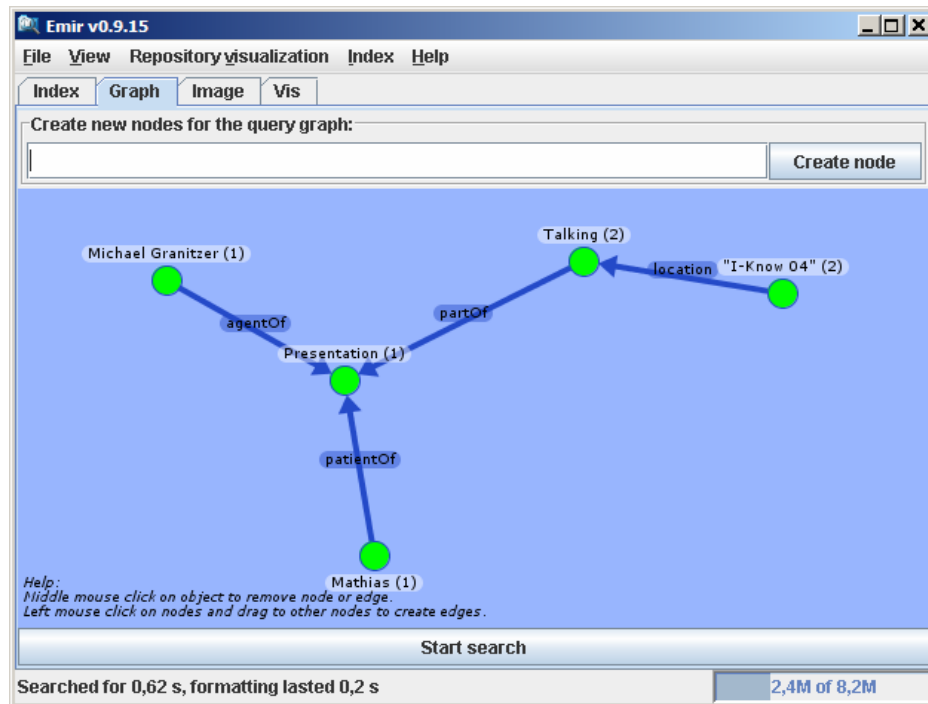 Emir v0.9.15
File View Repository visualization Index Help
Index Graph Image Vis
Create new nodes for the query graph:
Create node
Talking (2)
Michael Granitzer (1)
location "I-Know 04" (2)
partOf
agentOf
Presentation (1)
patientOf
Mathias (1)
Help:
Middle mouse click on object to remove node or edge.
Left mouse click on nodes and drag to other nodes to create edges.
Start search
Searched for 0,62 s, formatting lasted 0,2 s
2,4M of 8,2M